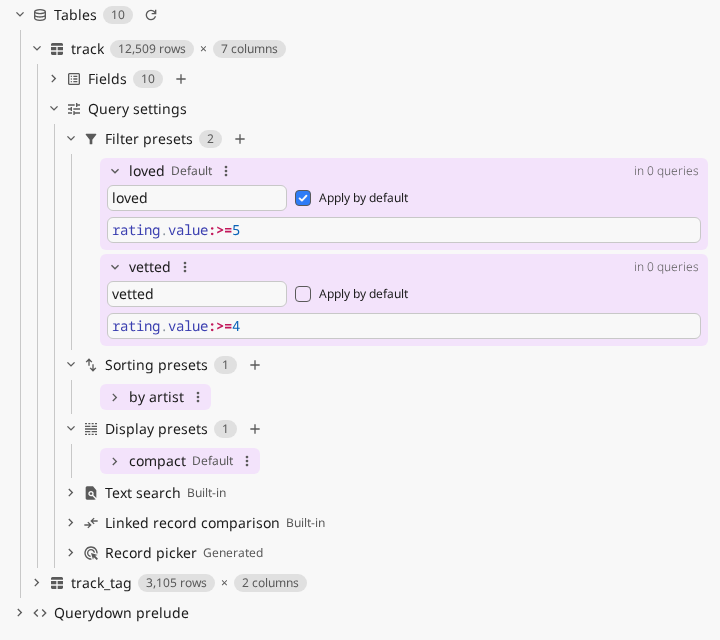 Tables 10
track 12,509 rows × 7 columns
Fields 10
Query settings
Filter presets 2
loved Default in 0 queries
loved Apply by default
rating.value:>=5
vetted in 0 queries
vetted Apply by default
rating.value:>=4
Sorting presets 1
by artist
Display presets 1
compact Default
Text search Built-in
Linked record comparison Built-in
Record picker Generated
track_tag 3,105 rows × 2 columns
Querydown prelude